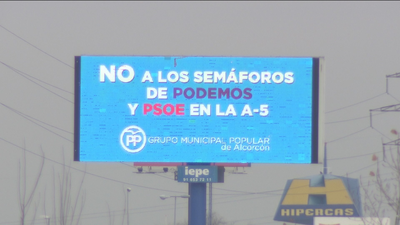 NO A LOS SEMÁFOROS
DE PODEMOS
Y PSOE EN LA A-5
PP GRUPO MUNICIPAL POPULAR
de Alcorcón
iepe
HIPERCAS